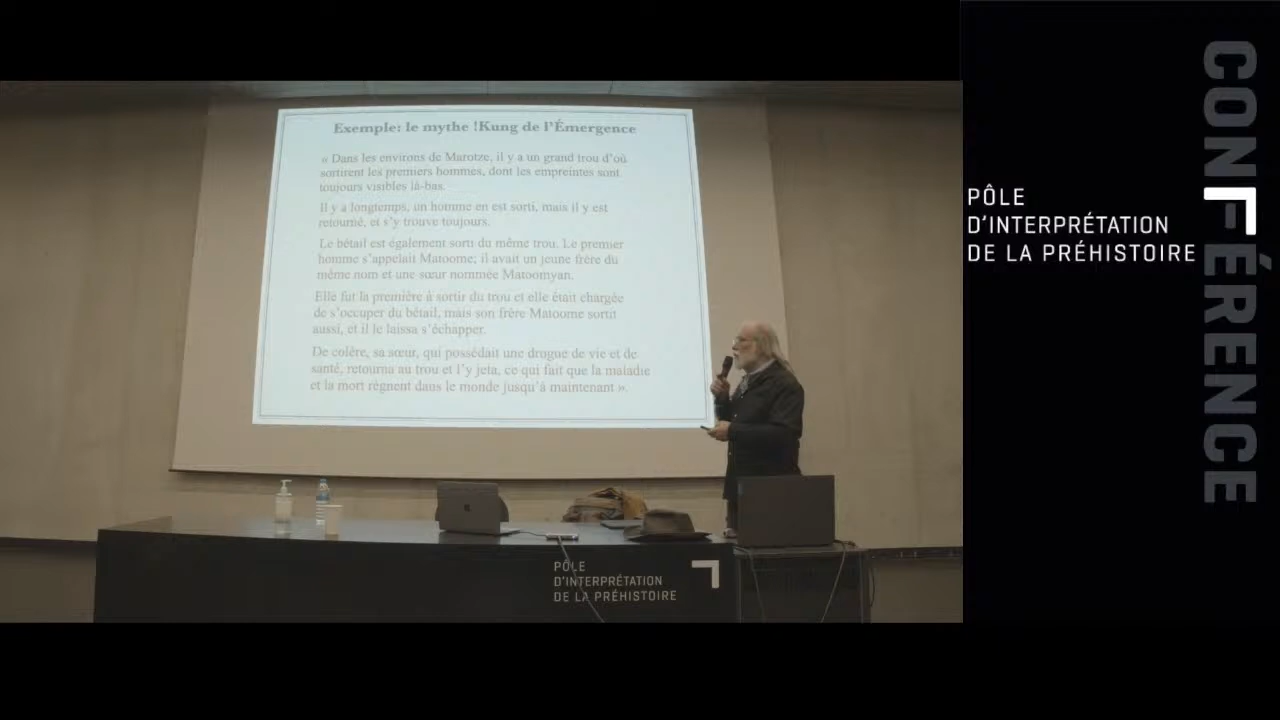 Exemple: le mythe !Kung de l'Émergence
« Dans les environs de Marotze, il y a un grand trou d'où
sortirent les premiers hommes, dont les empreintes sont
toujours visibles là-bas.
Il y a longtemps, un homme en est sorti, mais il y est
retourné, et s'y trouve toujours.
Le bétail est également sorti du même trou. Le premier
homme s'appelait Matoome; il avait un jeune frère du
même nom et une sœur nommée Matoomyan.
Elle fut la première à sortir du trou et elle était chargée
de s'occuper du bétail, mais son frère Matoome sortit
aussi, et il le laissa s'échapper.
De colère, sa sœur, qui possédait une drogue de vie et de
santé, retourna au trou et l'y jeta, ce qui fait que la maladie
et la mort règnent dans le monde jusqu'à maintenant ».
PÔLE
D'INTERPRÉTATION
DE LA PRÉHISTOIRE
PÔLE
D'INTERPRÉTATION
DE LA PRÉHISTOIRE
CONFÉRENCE